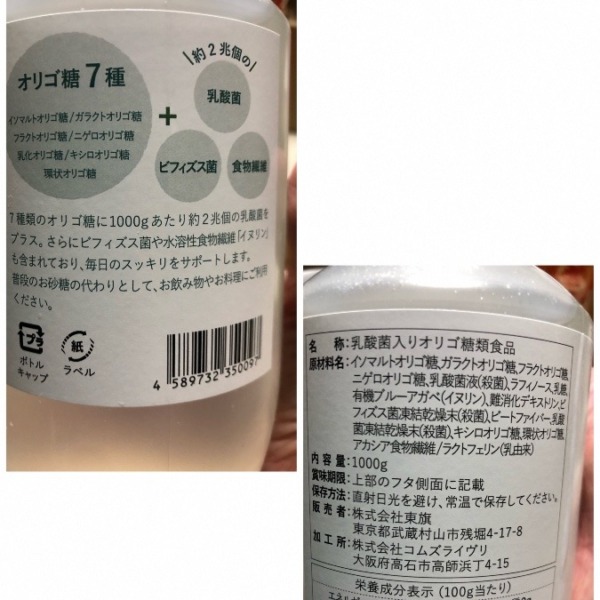 オリゴ糖7種
イソマルトオリゴ糖/ガラクトオリゴ糖
フラクトオリゴ糖/ニゲロオリゴ糖
乳化オリゴ糖/キシロオリゴ糖
環状オリゴ糖
+
約2兆個の
乳酸菌
ビフィズス菌
食物繊維
7種類のオリゴ糖に1000gあたり約2兆個の乳酸菌を
プラス。さらにビフィズス菌や水溶性食物繊維「イヌリン」
も含まれており、毎日のスッキリをサポートします。
普段のお砂糖の代わりとして、お飲み物やお料理にご利用
ください。
プラ
ボトル
キャップ
紙
ラベル
4 589732 350097
名 称:乳酸菌入りオリゴ糖類食品
原材料名:イソマルトオリゴ糖、ガラクトオリゴ糖、フラクトオリゴ糖、
ニゲロオリゴ糖、乳酸菌液(殺菌)、ラフィノース、乳糖、
有機ブルーアガベ(イヌリン)、難消化デキストリン、ビ
フィズス菌凍結乾燥末(殺菌)、ビートファイバー、乳酸
菌凍結乾燥末(殺菌)、キシロオリゴ糖、環状オリゴ糖、
アカシア食物繊維/ラクトフェリン(乳由来)
内 容 量:1000g
賞味期限:上部のフタ側面に記載
保存方法:直射日光を避け、常温で保存してください。
販 売 者:株式会社東旗
東京都武蔵村山市残堀4-17-8
加 工 所:株式会社コムズライヴリ
大阪府高石市高師浜丁4-15
栄養成分表示(100g当たり)